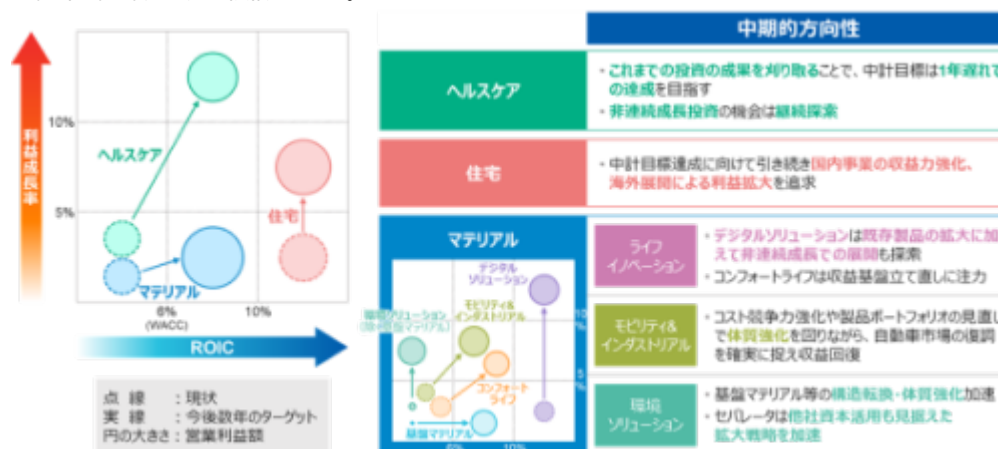 中期的方向性
利益成長率
10%
5%
ヘルスケア
住宅
マテリアル
6%
(WACC)
10%
ROIC
点 線 :現状
実 線 :今後数年のターゲット
円の大きさ:営業利益額
ヘルスケア
・これまでの投資の成果を刈り取ることで、中計目標は1年遅れて
の達成を目指す
・非連続成長投資の機会は継続探索
住宅
・中計目標達成に向けて引き続き国内事業の収益力強化、
海外展開による利益拡大を追求
マテリアル
デジタル
ソリューション
モビリティ&
インダストリアル
環境ソリューション
コンフォート
ライフ
基盤マテリアル
10
%
5
%
6%
10%
ライフ
イノベーション
・デジタルソリューションは既存製品の拡大に加
えて非連続成長での展開も探索
・コンフォートライフは収益基盤立て直しに注力
モビリティ&
インダストリアル
・コスト競争力強化や製品ポートフォリオの見直し
で体質強化を図りながら、自動車市場の復調
を確実に捉え収益回復
環境
ソリューション
・基盤マテリアル等の構造転換・体質強化加速
・セパレータは他社資本活用も見据えた
拡大戦略を加速